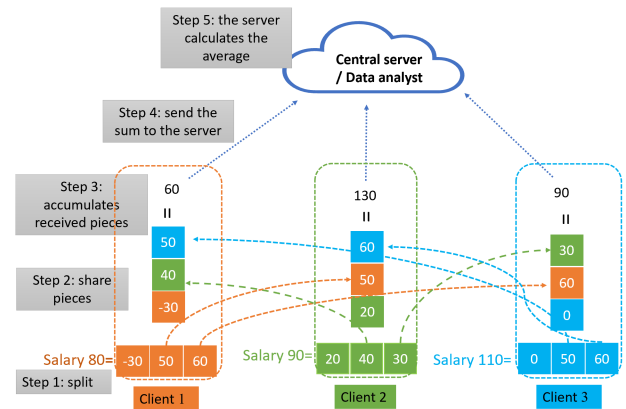 Step 5: the server
calculates the
average
Central server
/ Data analyst
Step 4: send the
sum to the server
Step 3:
accumulates
received pieces
60
=
50
40
-30
130
=
60
50
20
90
=
30
60
0
Step 2: share
pieces
Salary 80=
-30 50 60
Salary 90=
20 40 30
Salary 110=
0 50 60
Step 1: split
Client 1
Client 2
Client 3